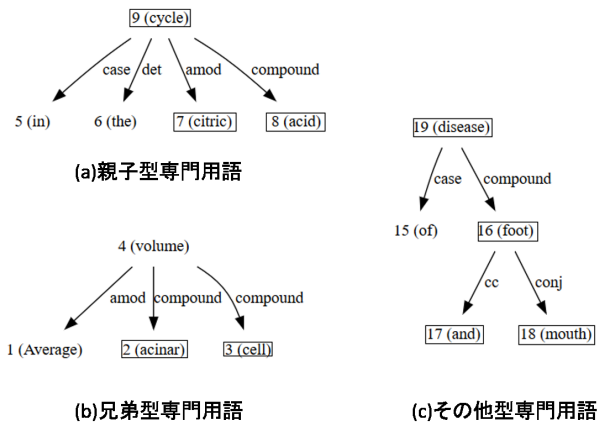 9 (cycle)
case det amod compound
5 (in) 6 (the) 7 (citric) 8 (acid)
(a)親子型専門用語
4 (volume)
amod compound compound
1 (Average) 2 (acinar) 3 (cell)
(b)兄弟型専門用語
19 (disease)
case compound
15 (of) 16 (foot)
cc conj
17 (and) 18 (mouth)
(c)その他型専門用語